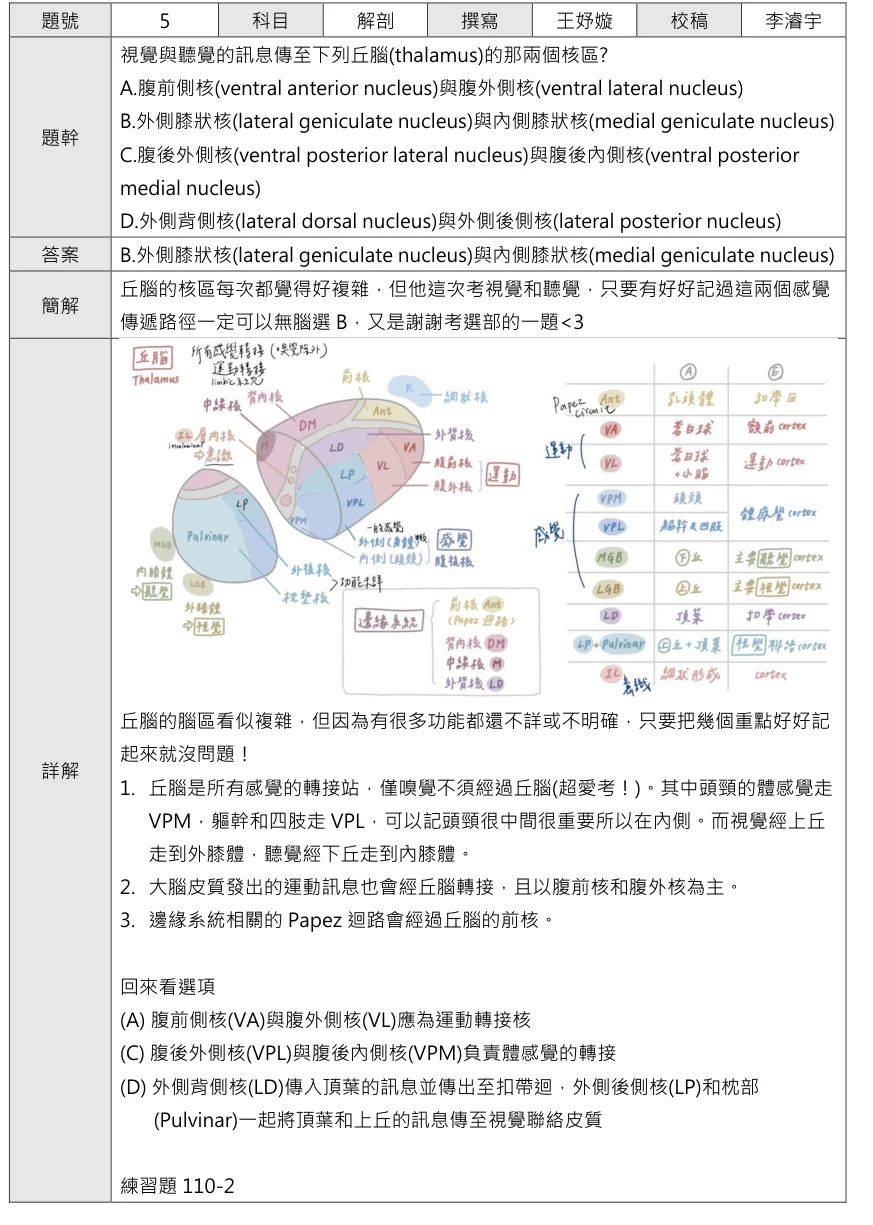 題號 5 科目 解剖 撰寫 王妤嫙 校稿 李濬宇
題幹
視覺與聽覺的訊息傳至下列丘腦(thalamus)的那兩個核區?
A.腹前側核(ventral anterior nucleus)與腹外側核(ventral lateral nucleus)
B.外側膝狀核(lateral geniculate nucleus)與內側膝狀核(medial geniculate nucleus)
C.腹後外側核(ventral posterior lateral nucleus)與腹後內側核(ventral posterior
medial nucleus)
D.外側背側核(lateral dorsal nucleus)與外側後側核(lateral posterior nucleus)
答案 B.外側膝狀核(lateral geniculate nucleus)與內側膝狀核(medial geniculate nucleus)
簡解
丘腦的核區每次都覺得好複雜，但他這次考視覺和聽覺，只要有好好記過這兩個感覺
傳遞路徑一定可以無腦選 B，又是謝謝考選部的一題<3
詳解
丘腦
Thalamus
所有感覺轉接(嗅覺除外)
運動轉接
limbic系統
中線核
背內核
前核
R
網狀核
IL 層內核
⇨意識
M
DM
Ant
LD
VA
VL
LP
VPL
VPM
外背核
腹前核
腹外核
運動
一般感覺
外側(身體
內側(頭頸)
感覺
腹後核
LP
Pulvinar
MGB
內膝體
⇨聽覺
LGB
外膝體
⇨視覺
外後核
枕墊核
功能未詳
邊緣系統
前核 Ant
(Papez 迴路)
背內核 DM
中線核 M
外背核 LD
Ⓐ Ⓔ
Papez circuit Ant 乳頭體 扣帶回
運動
VA 蒼白球 額前 cortex
VL 蒼白球 +小腦 運動 cortex
感覺
VPM 頭頸
VPL 軀幹&四肢
體感覺 cortex
MGB 下丘 主要聽覺 cortex
LGB 上丘 主要視覺 cortex
LD 頂葉 扣帶 cortex
LP+Pulvinar 上丘+頂葉 視覺聯絡 cortex
IL 意識 網狀形成 cortex
丘腦的腦區看似複雜，但因為有很多功能都還不詳或不明確，只要把幾個重點好好記
起來就沒問題！
1. 丘腦是所有感覺的轉接站，僅嗅覺不須經過丘腦(超愛考！)。其中頭頸的體感覺走
VPM，軀幹和四肢走 VPL，可以記頭頸很中間很重要所以在內側。而視覺經上丘
走到外膝體，聽覺經下丘走到內膝體。
2. 大腦皮質發出的運動訊息也會經丘腦轉接，且以腹前核和腹外核為主。
3. 邊緣系統相關的 Papez 迴路會經過丘腦的前核。
回來看選項
(A) 腹前側核(VA)與腹外側核(VL)應為運動轉接核
(C) 腹後外側核(VPL)與腹後內側核(VPM)負責體感覺的轉接
(D) 外側背側核(LD)傳入頂葉的訊息並傳出至扣帶迴，外側後側核(LP)和枕部
(Pulvinar)一起將頂葉和上丘的訊息傳至視覺聯絡皮質
練習題 110-2